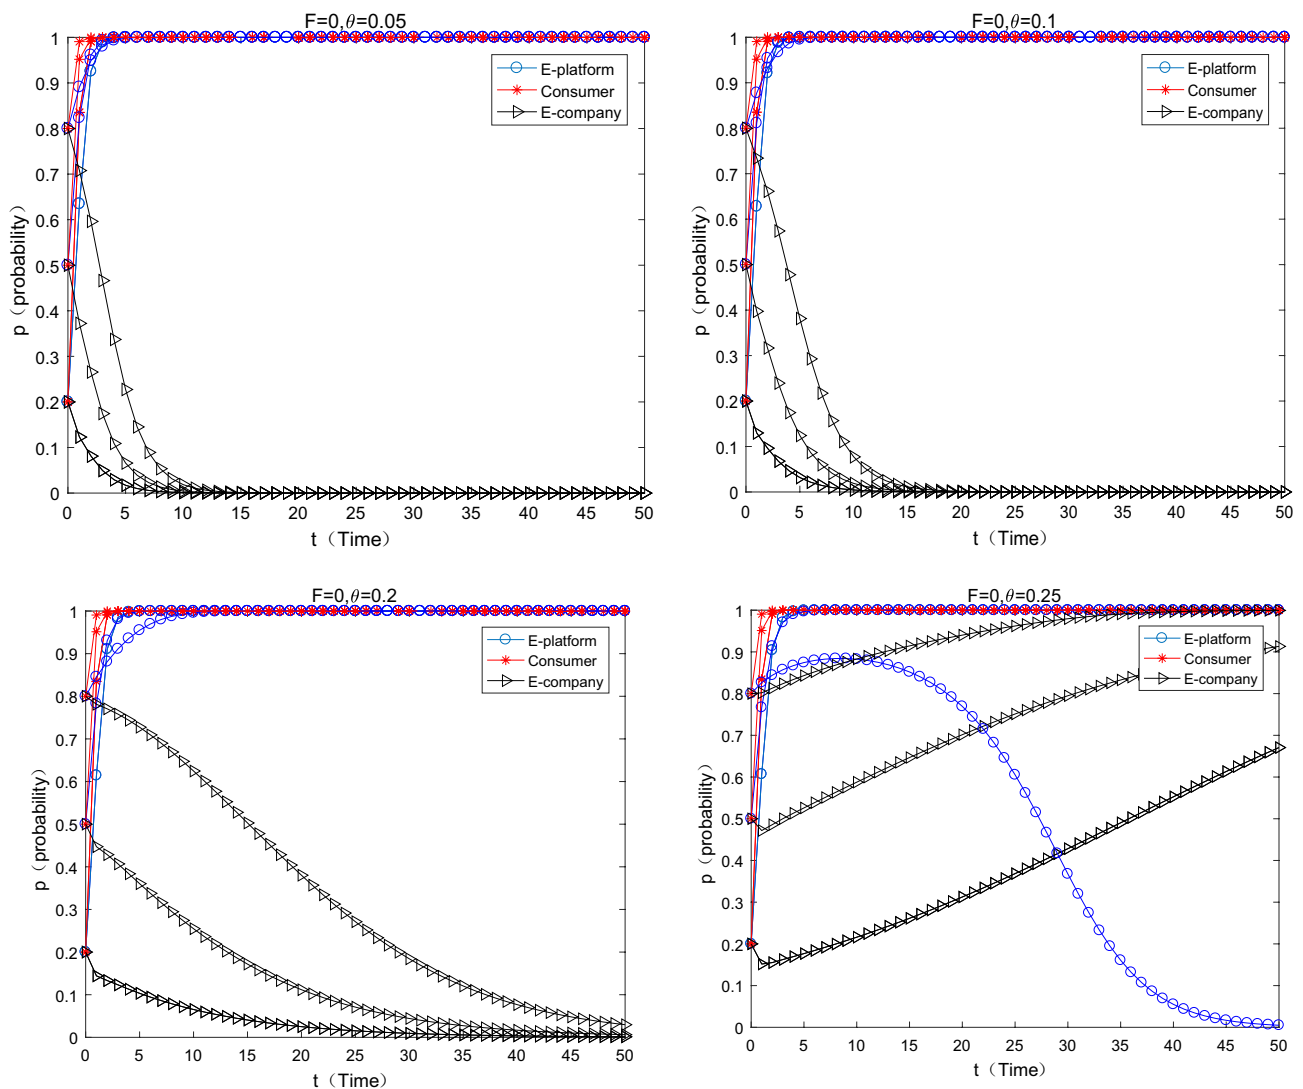 F=0,θ=0.05
1
0.9
0.8
0.7
0.6
0.5
0.4
0.3
0.2
0.1
0
p（probability）
E-platform
Consumer
E-company
0 5 10 15 20 25 30 35 40 45 50
t（Time）
F=0,θ=0.1
1
0.9
0.8
0.7
0.6
0.5
0.4
0.3
0.2
0.1
0
p（probability）
E-platform
Consumer
E-company
0 5 10 15 20 25 30 35 40 45 50
t（Time）
F=0,θ=0.2
1
0.9
0.8
0.7
0.6
0.5
0.4
0.3
0.2
0.1
0
p（probability）
E-platform
Consumer
E-company
0 5 10 15 20 25 30 35 40 45 50
t（Time）
F=0,θ=0.25
1
0.9
0.8
0.7
0.6
0.5
0.4
0.3
0.2
0.1
0
p（probability）
E-platform
Consumer
E-company
0 5 10 15 20 25 30 35 40 45 50
t（Time）